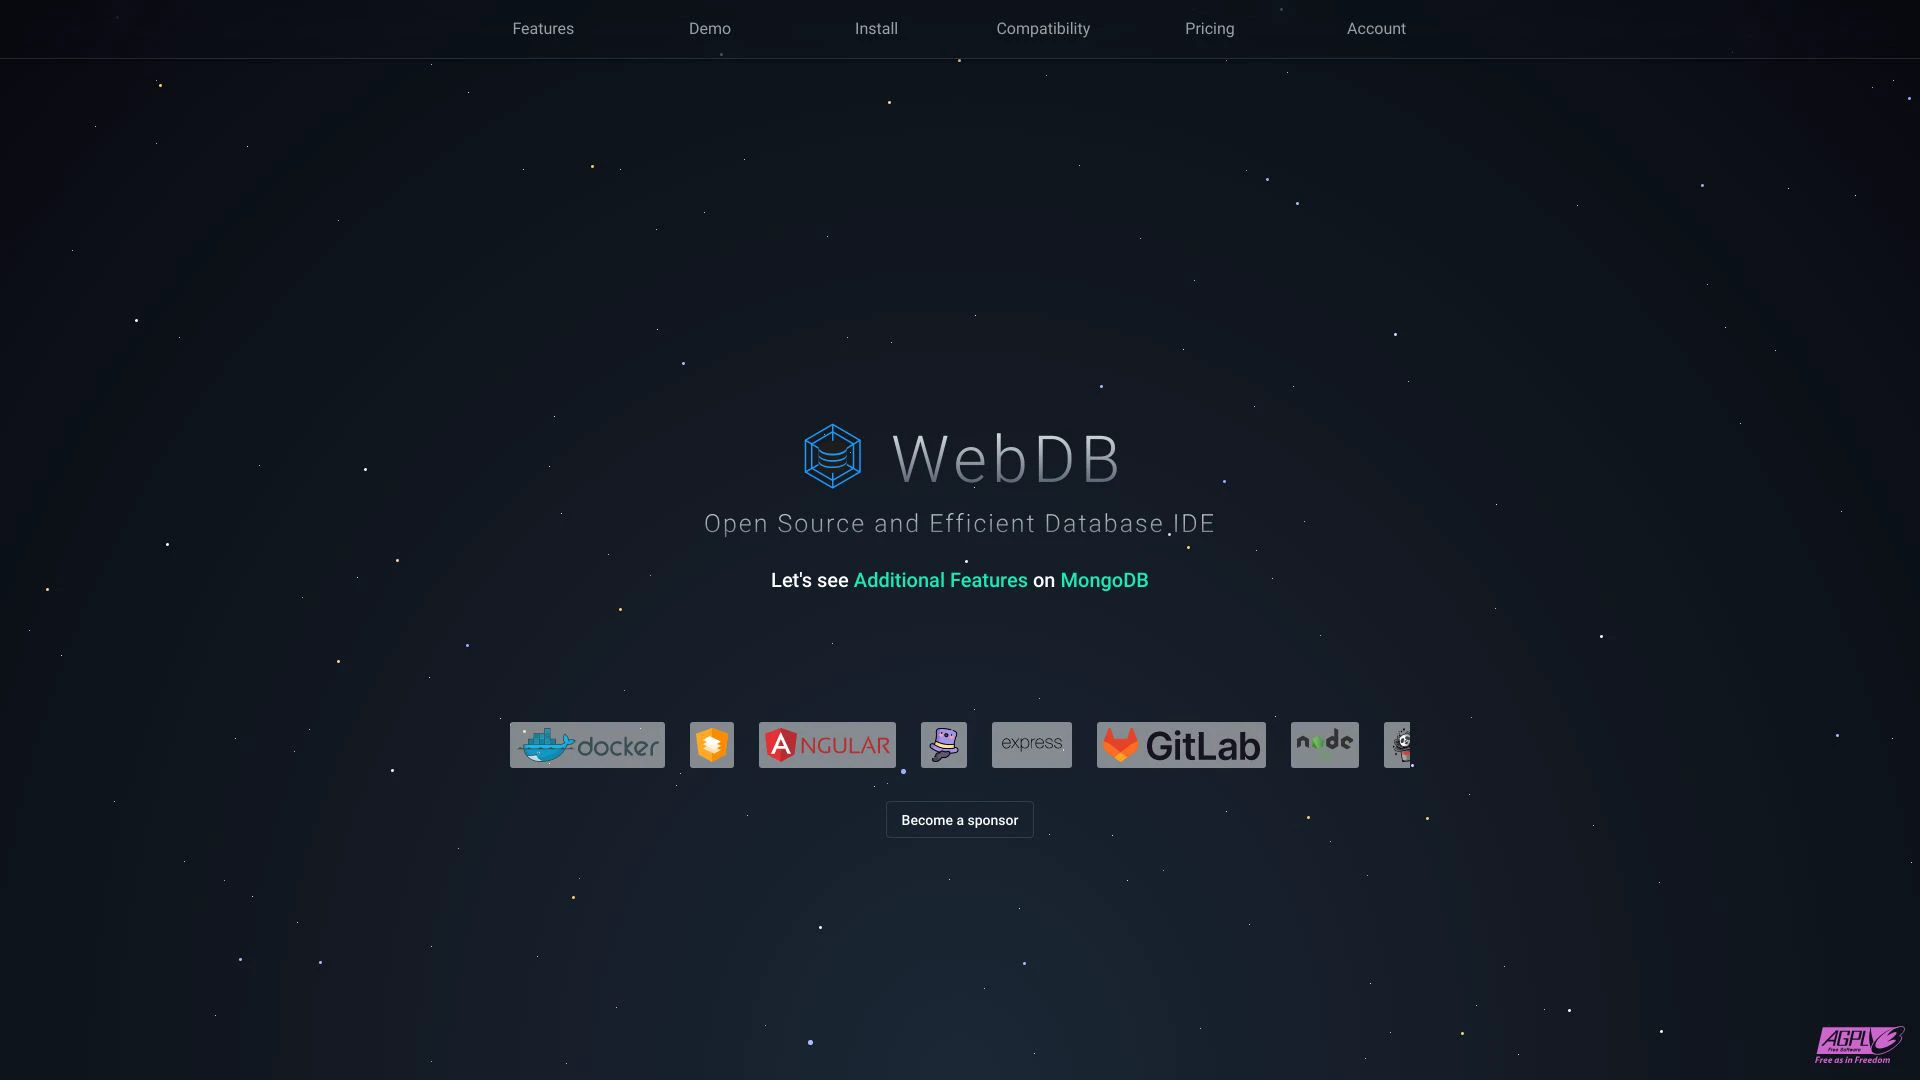 Features Demo Install Compatibility Pricing Account
WebDB
Open Source and Efficient Database IDE
Let's see Additional Features on MongoDB
docker ANGULAR express GitLab node
Become a sponsor
AGPLv3
Free Software
Free as in Freedom